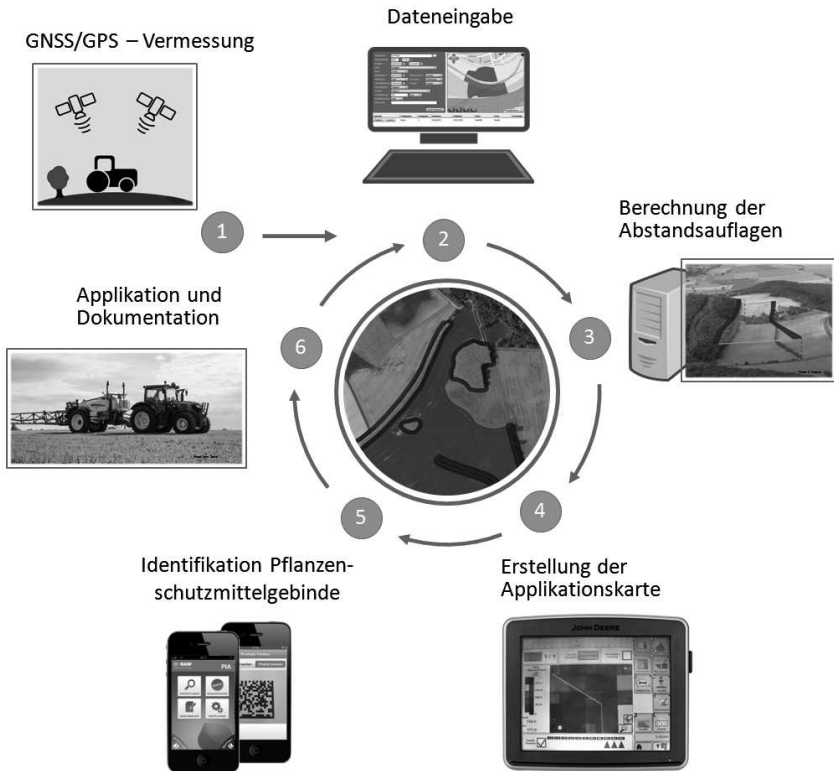 Dateneingabe
GNSS/GPS – Vermessung
1
2
Berechnung der
Abstandsauflagen
3
Applikation und
Dokumentation
6
5
4
Identifikation Pflanzen-
schutzmittelgebinde
Erstellung der
Applikationskarte
JOHN DEERE
BASF
PIA